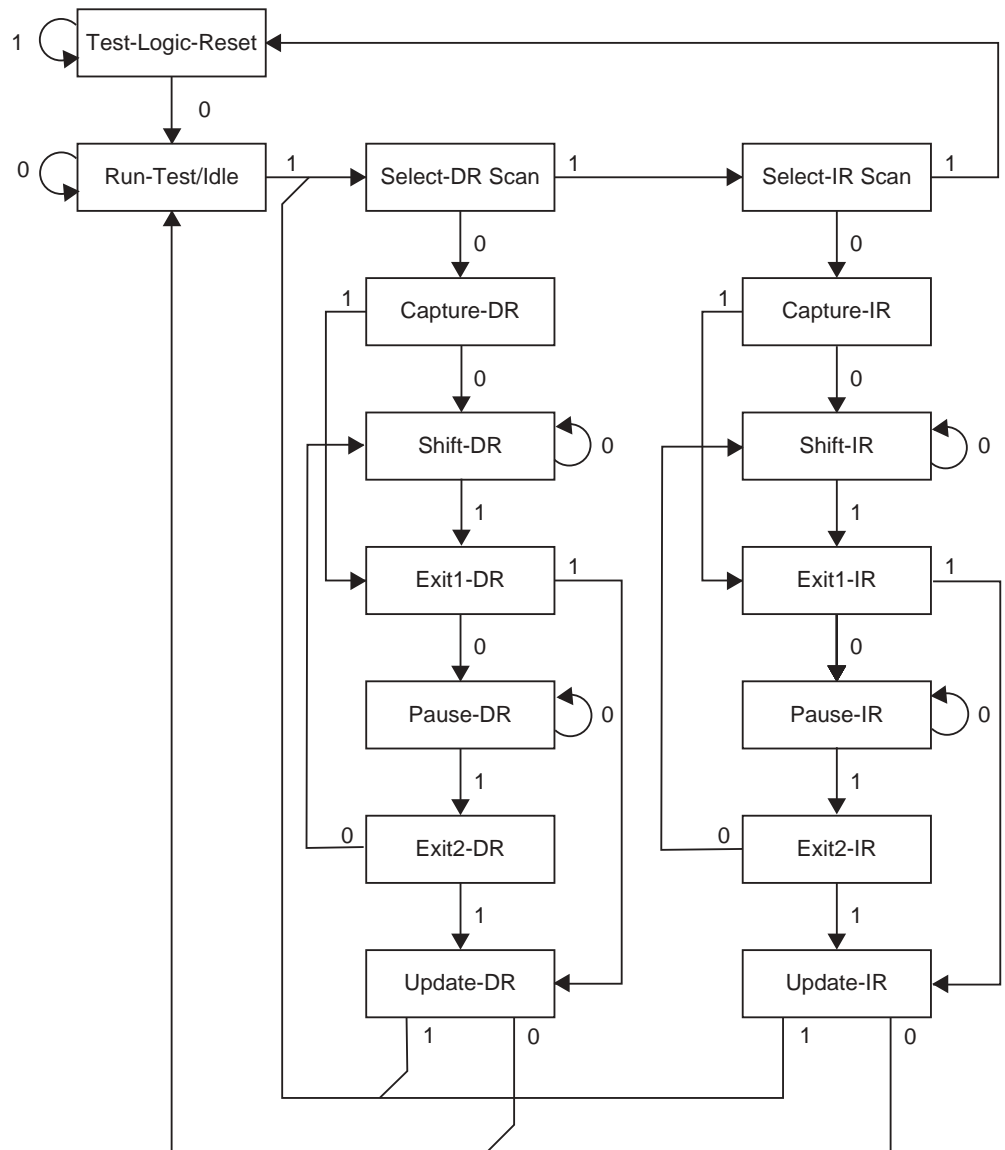 1 Test-Logic-Reset
0
0 Run-Test/Idle 1 Select-DR Scan 1 Select-IR Scan 1
0 0
1 Capture-DR 1 Capture-IR
0 0
Shift-DR 0 Shift-IR 0
1 1
Exit1-DR 1 Exit1-IR 1
0 0
Pause-DR 0 Pause-IR 0
1 1
0 Exit2-DR 0 Exit2-IR
1 1
Update-DR Update-IR
1 0 1 0